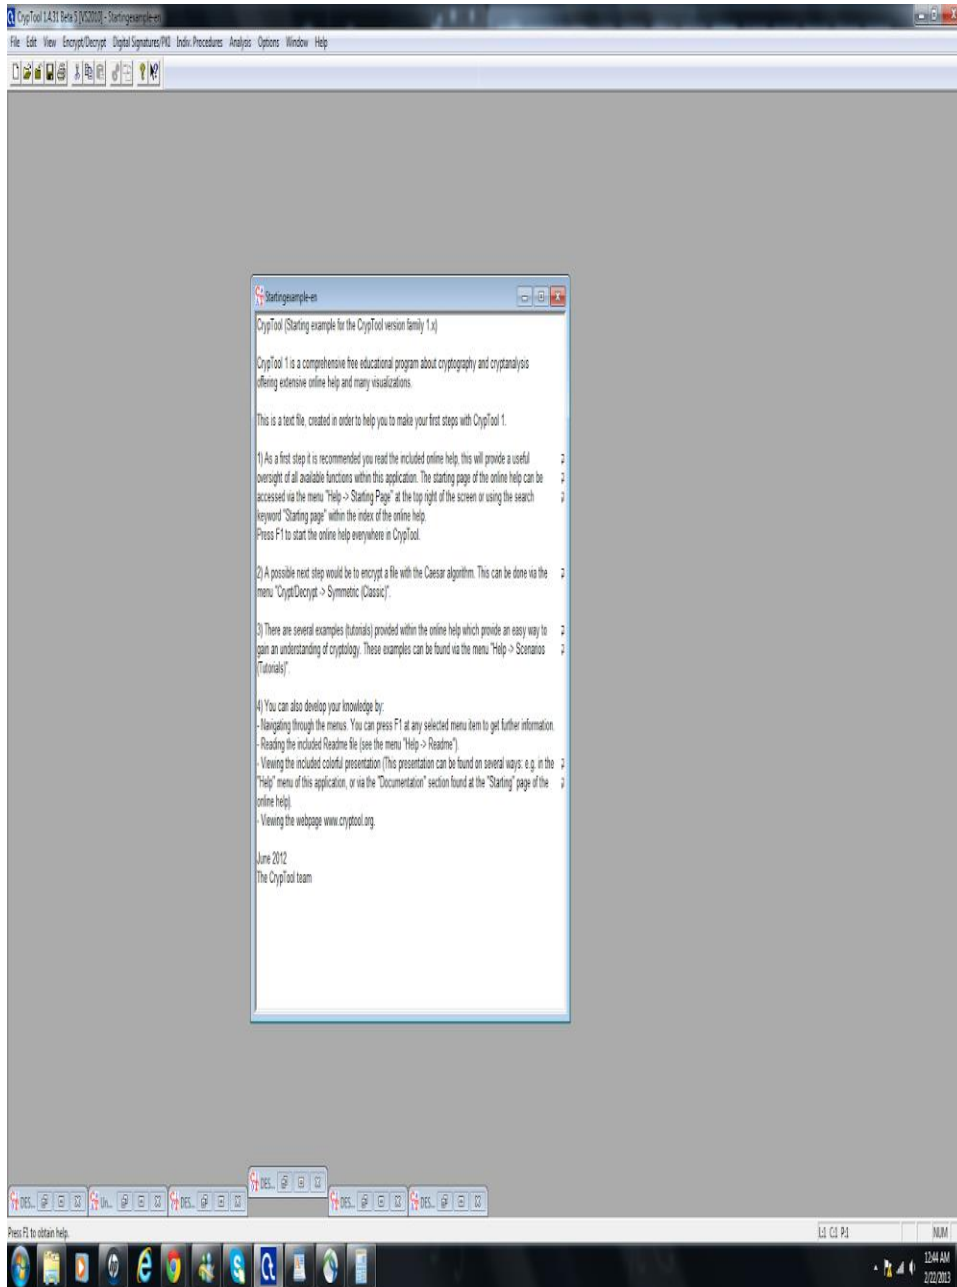 CrypTool 1.4.31 Beta 5 [VS2010] - Startingexample-en
File Edit View Encrypt/Decrypt Digital Signatures/PKI Indiv. Procedures Analysis Options Window Help
Startingexample-en
CrypTool (Starting example for the CrypTool version family 1.x)
CrypTool 1 is a comprehensive free educational program about cryptography and cryptanalysis
offering extensive online help and many visualizations.
This is a text file, created in order to help you to make your first steps with CrypTool 1.
1) As a first step it is recommended you read the included online help, this will provide a useful
oversight of all available functions within this application. The starting page of the online help can be
accessed via the menu "Help -> Starting Page" at the top right of the screen or using the search
keyword "Starting page" within the index of the online help.
Press F1 to start the online help everywhere in CrypTool.
2) A possible next step would be to encrypt a file with the Caesar algorithm. This can be done via the
menu "Crypt/Decrypt -> Symmetric (Classic)".
3) There are several examples (tutorials) provided within the online help which provide an easy way to
gain an understanding of cryptology. These examples can be found via the menu "Help -> Scenarios
(Tutorials)".
4) You can also develop your knowledge by:
- Navigating through the menus. You can press F1 at any selected menu item to get further information.
- Reading the included Readme file (see the menu "Help -> Readme").
- Viewing the included colorful presentation (This presentation can be found on several ways: e.g. in the
"Help" menu of this application, or via the "Documentation" section found at the "Starting" page of the
online help).
- Viewing the webpage www.cryptool.org.
June 2012
The CrypTool team
DES...
DES... Un... DES... DES... DES...
Press F1 to obtain help.
L:1 C:1 P:1 NUM
12:44 AM
2/22/2013